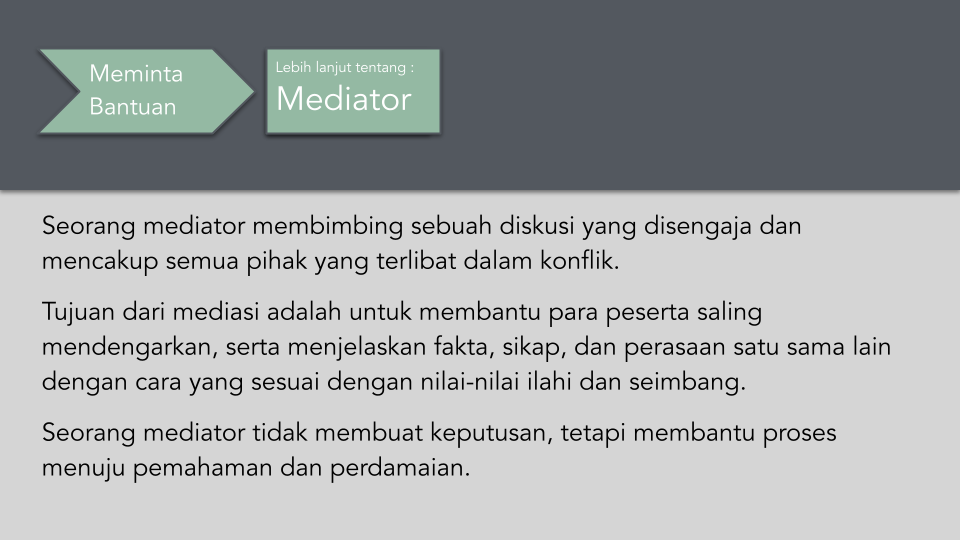 Meminta
Bantuan
Lebih lanjut tentang :
Mediator
Seorang mediator membimbing sebuah diskusi yang disengaja dan
mencakup semua pihak yang terlibat dalam konflik.
Tujuan dari mediasi adalah untuk membantu para peserta saling
mendengarkan, serta menjelaskan fakta, sikap, dan perasaan satu sama lain
dengan cara yang sesuai dengan nilai-nilai ilahi dan seimbang.
Seorang mediator tidak membuat keputusan, tetapi membantu proses
menuju pemahaman dan perdamaian.